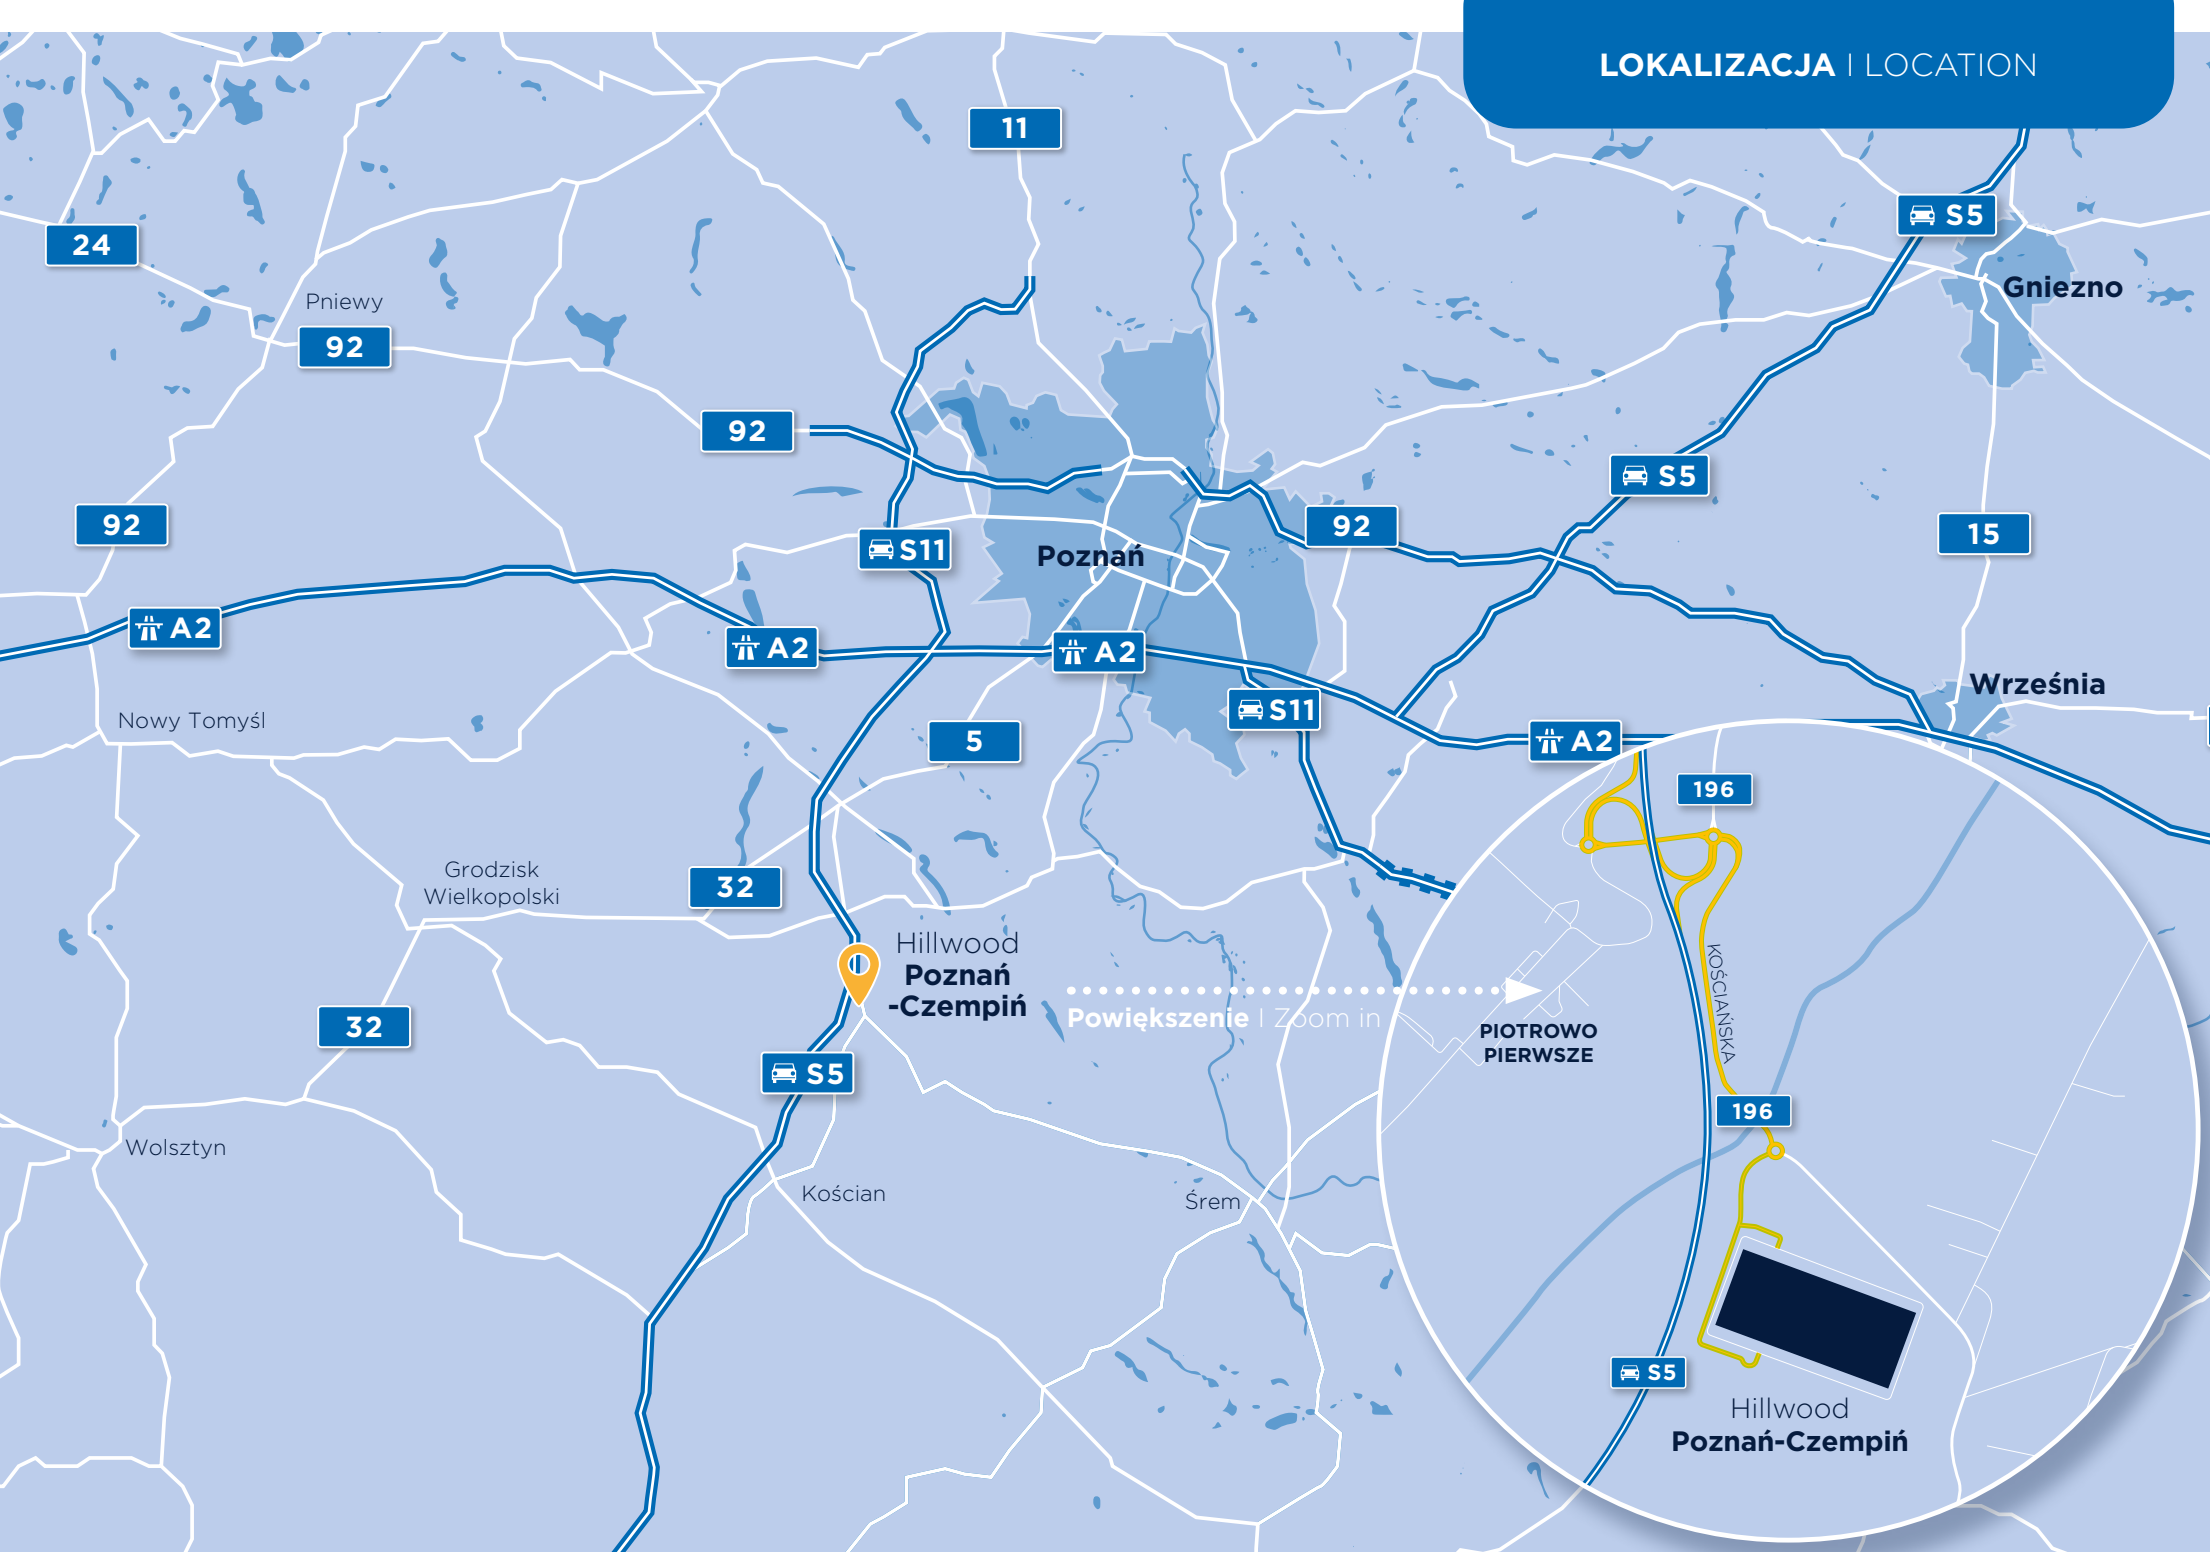 LOKALIZACJA | LOCATION
11
S5
24
Gniezno
Pniewy
92
92
S5
92
92
15
S11
Poznań
A2
A2
A2
Września
S11
Nowy Tomyśl
5
A2
196
Grodzisk
Wielkopolski
32
Hillwood
Poznań
-Czempiń
KOŚCIAŃSKA
Powiększenie | Zoom in
32
PIOTROWO
PIERWSZE
S5
196
Wolsztyn
Kościan
Śrem
S5
Hillwood
Poznań-Czempiń